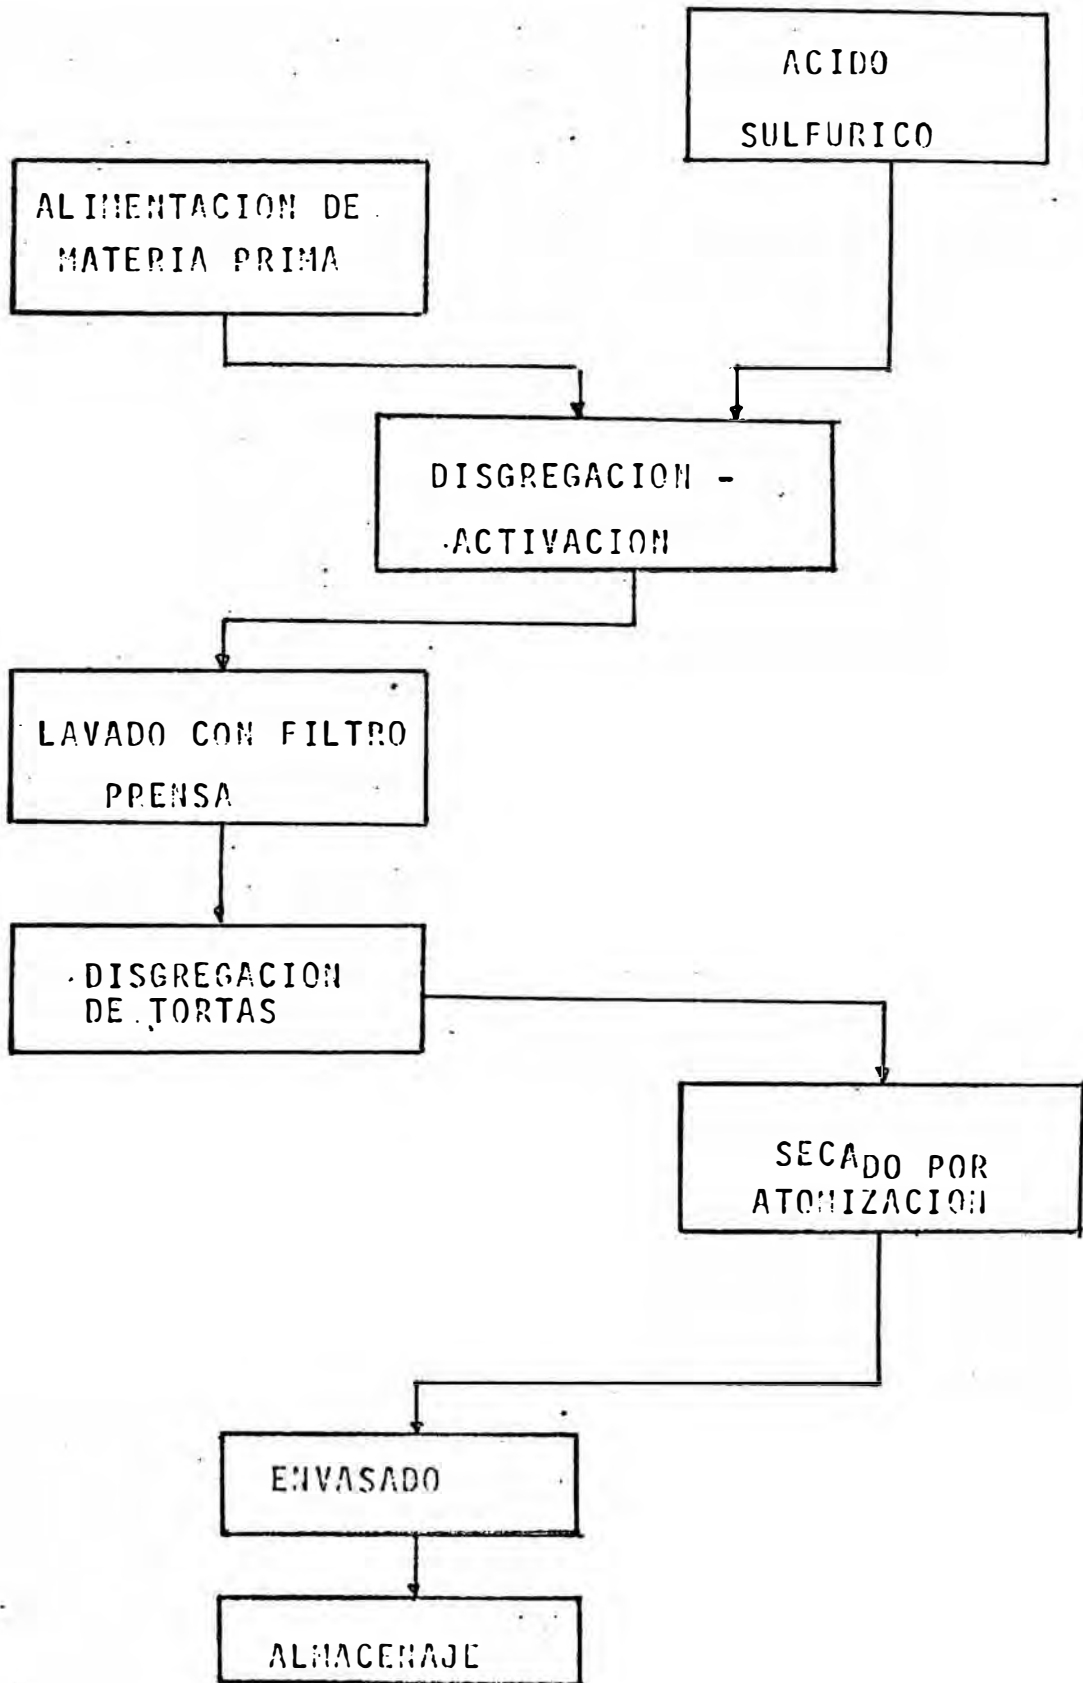 ACIDO
SULFURICO
ALIMENTACION DE
MATERIA PRIMA
DISGREGACION -
ACTIVACION
LAVADO CON FILTRO
PRENSA
DISGREGACION
DE TORTAS
SECADO POR
ATOMIZACION
ENVASADO
ALMACENAJE